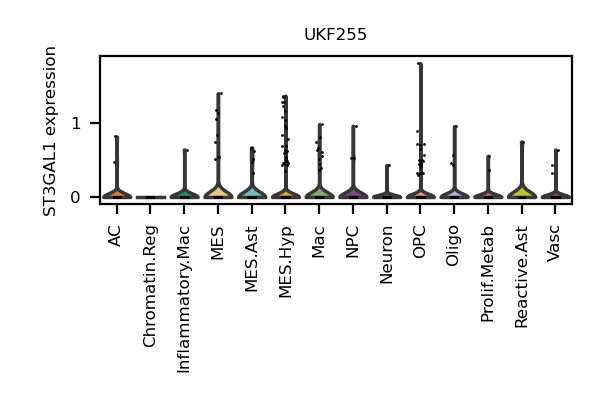 UKF255
ST3GAL1 expression
1
0
AC
Chromatin.Reg
Inflammatory.Mac
MES
MES.Ast
MES.Hyp
Mac
NPC
Neuron
OPC
Oligo
Prolif.Metab
Reactive.Ast
Vasc